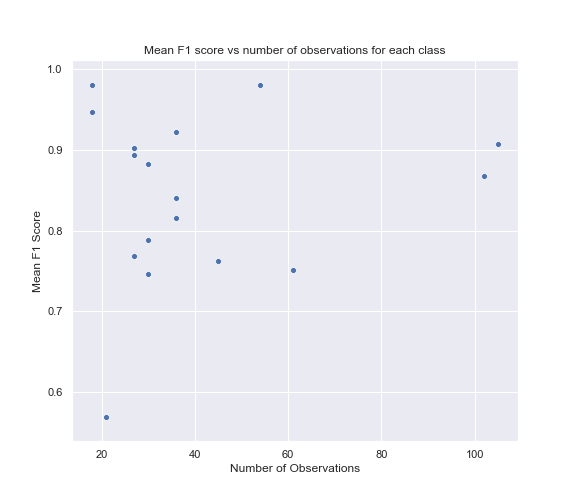 Mean F1 score vs number of observations for each class
1.0
0.9
0.8
0.7
0.6
Mean F1 Score
20 40 60 80 100
Number of Observations